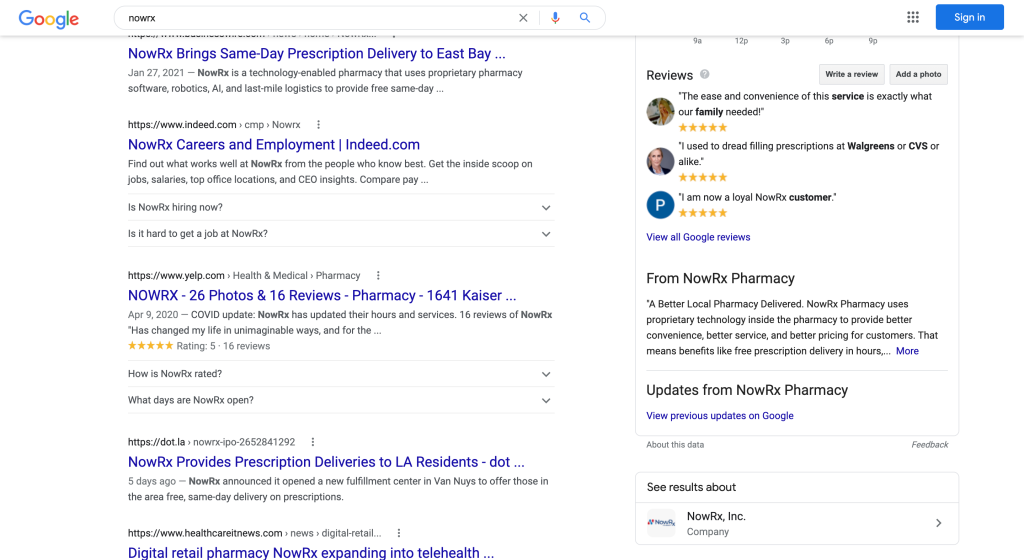 Google
nowrx
Sign in
NowRx Brings Same-Day Prescription Delivery to East Bay ...
Jan 27, 2021 — NowRx is a technology-enabled pharmacy that uses proprietary pharmacy
software, robotics, AI, and last-mile logistics to provide free same-day ...
https://www.indeed.com › cmp › Nowrx
NowRx Careers and Employment | Indeed.com
Find out what works well at NowRx from the people who know best. Get the inside scoop on
jobs, salaries, top office locations, and CEO insights. Compare pay ...
Is NowRx hiring now?
Is it hard to get a job at NowRx?
https://www.yelp.com › Health & Medical › Pharmacy
NOWRX - 26 Photos & 16 Reviews - Pharmacy - 1641 Kaiser ...
Apr 9, 2020 — COVID update: NowRx has updated their hours and services. 16 reviews of NowRx
"Has changed my life in unimaginable ways, and for the ...
Rating: 5 · 16 reviews
How is NowRx rated?
What days are NowRx open?
https://dot.la › nowrx-ipo-2652841292
NowRx Provides Prescription Deliveries to LA Residents - dot ...
5 days ago — NowRx announced it opened a new fulfillment center in Van Nuys to offer those in
the area free, same-day delivery on prescriptions.
https://www.healthcareitnews.com › news › digital-retail...
Digital retail pharmacy NowRx expanding into telehealth ...
9a 12p 3p 6p 9p
Reviews
Write a review
Add a photo
"The ease and convenience of this service is exactly what
our family needed!"
"I used to dread filling prescriptions at Walgreens or CVS or
alike."
P
"I am now a loyal NowRx customer."
View all Google reviews
From NowRx Pharmacy
"A Better Local Pharmacy Delivered. NowRx Pharmacy uses
proprietary technology inside the pharmacy to provide better
convenience, better service, and better pricing for customers. That
means benefits like free prescription delivery in hours,... More
Updates from NowRx Pharmacy
View previous updates on Google
About this data
Feedback
See results about
NowRx
NowRx, Inc.
Company